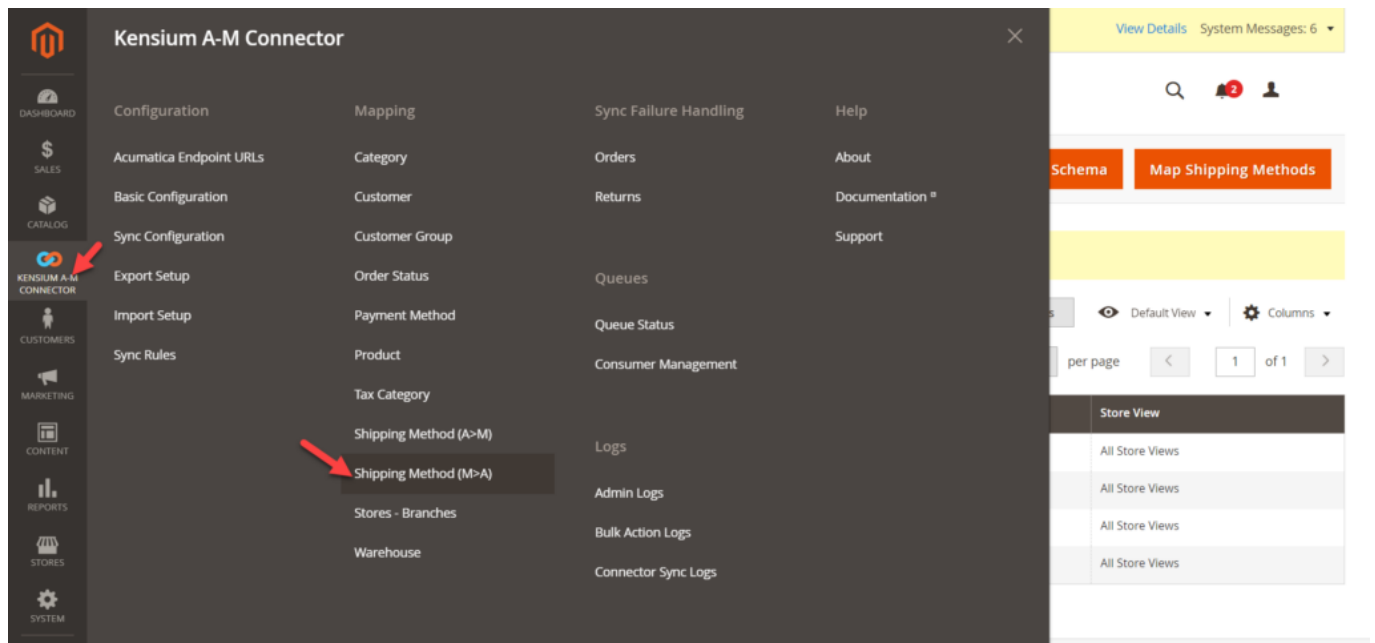 DASHBOARD
SALES
CATALOG
KENSIUM A-M
CONNECTOR
CUSTOMERS
MARKETING
CONTENT
REPORTS
STORES
SYSTEM
Kensium A-M Connector
Configuration
Acumatica Endpoint URLs
Basic Configuration
Sync Configuration
Export Setup
Import Setup
Sync Rules
Mapping
Category
Customer
Customer Group
Order Status
Payment Method
Product
Tax Category
Shipping Method (A>M)
Shipping Method (M>A)
Stores - Branches
Warehouse
Sync Failure Handling
Orders
Returns
Queues
Queue Status
Consumer Management
Logs
Admin Logs
Bulk Action Logs
Connector Sync Logs
Help
About
Documentation
Support
View Details System Messages: 6
2
Schema Map Shipping Methods
s Default View Columns
per page 1 of 1
Store View
All Store Views
All Store Views
All Store Views
All Store Views